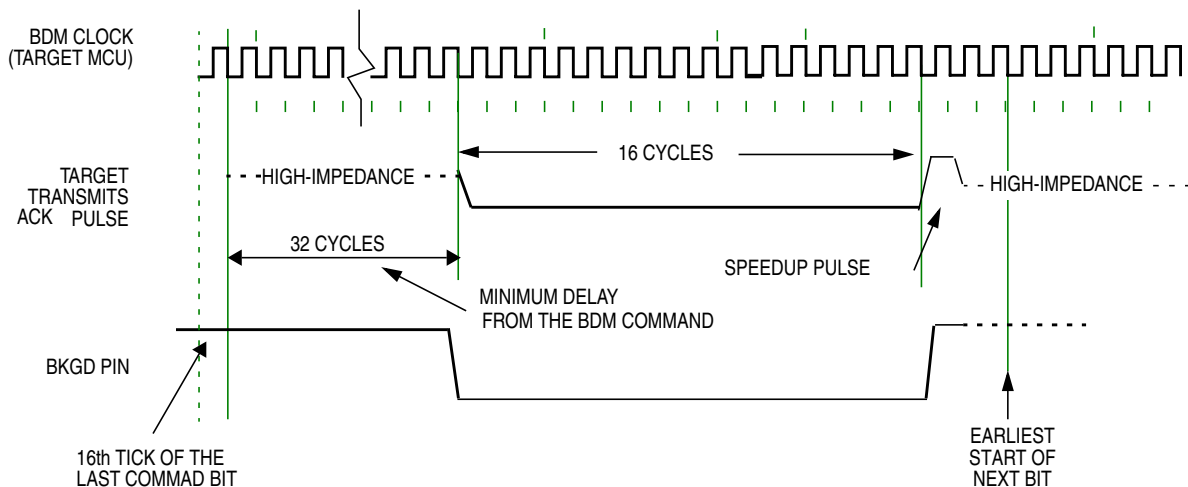 BDM CLOCK
(TARGET MCU)
16 CYCLES
TARGET
TRANSMITS
ACK PULSE
HIGH-IMPEDANCE
HIGH-IMPEDANCE
32 CYCLES
SPEEDUP PULSE
MINIMUM DELAY
FROM THE BDM COMMAND
BKGD PIN
16th TICK OF THE
LAST COMMAD BIT
EARLIEST
START OF
NEXT BIT